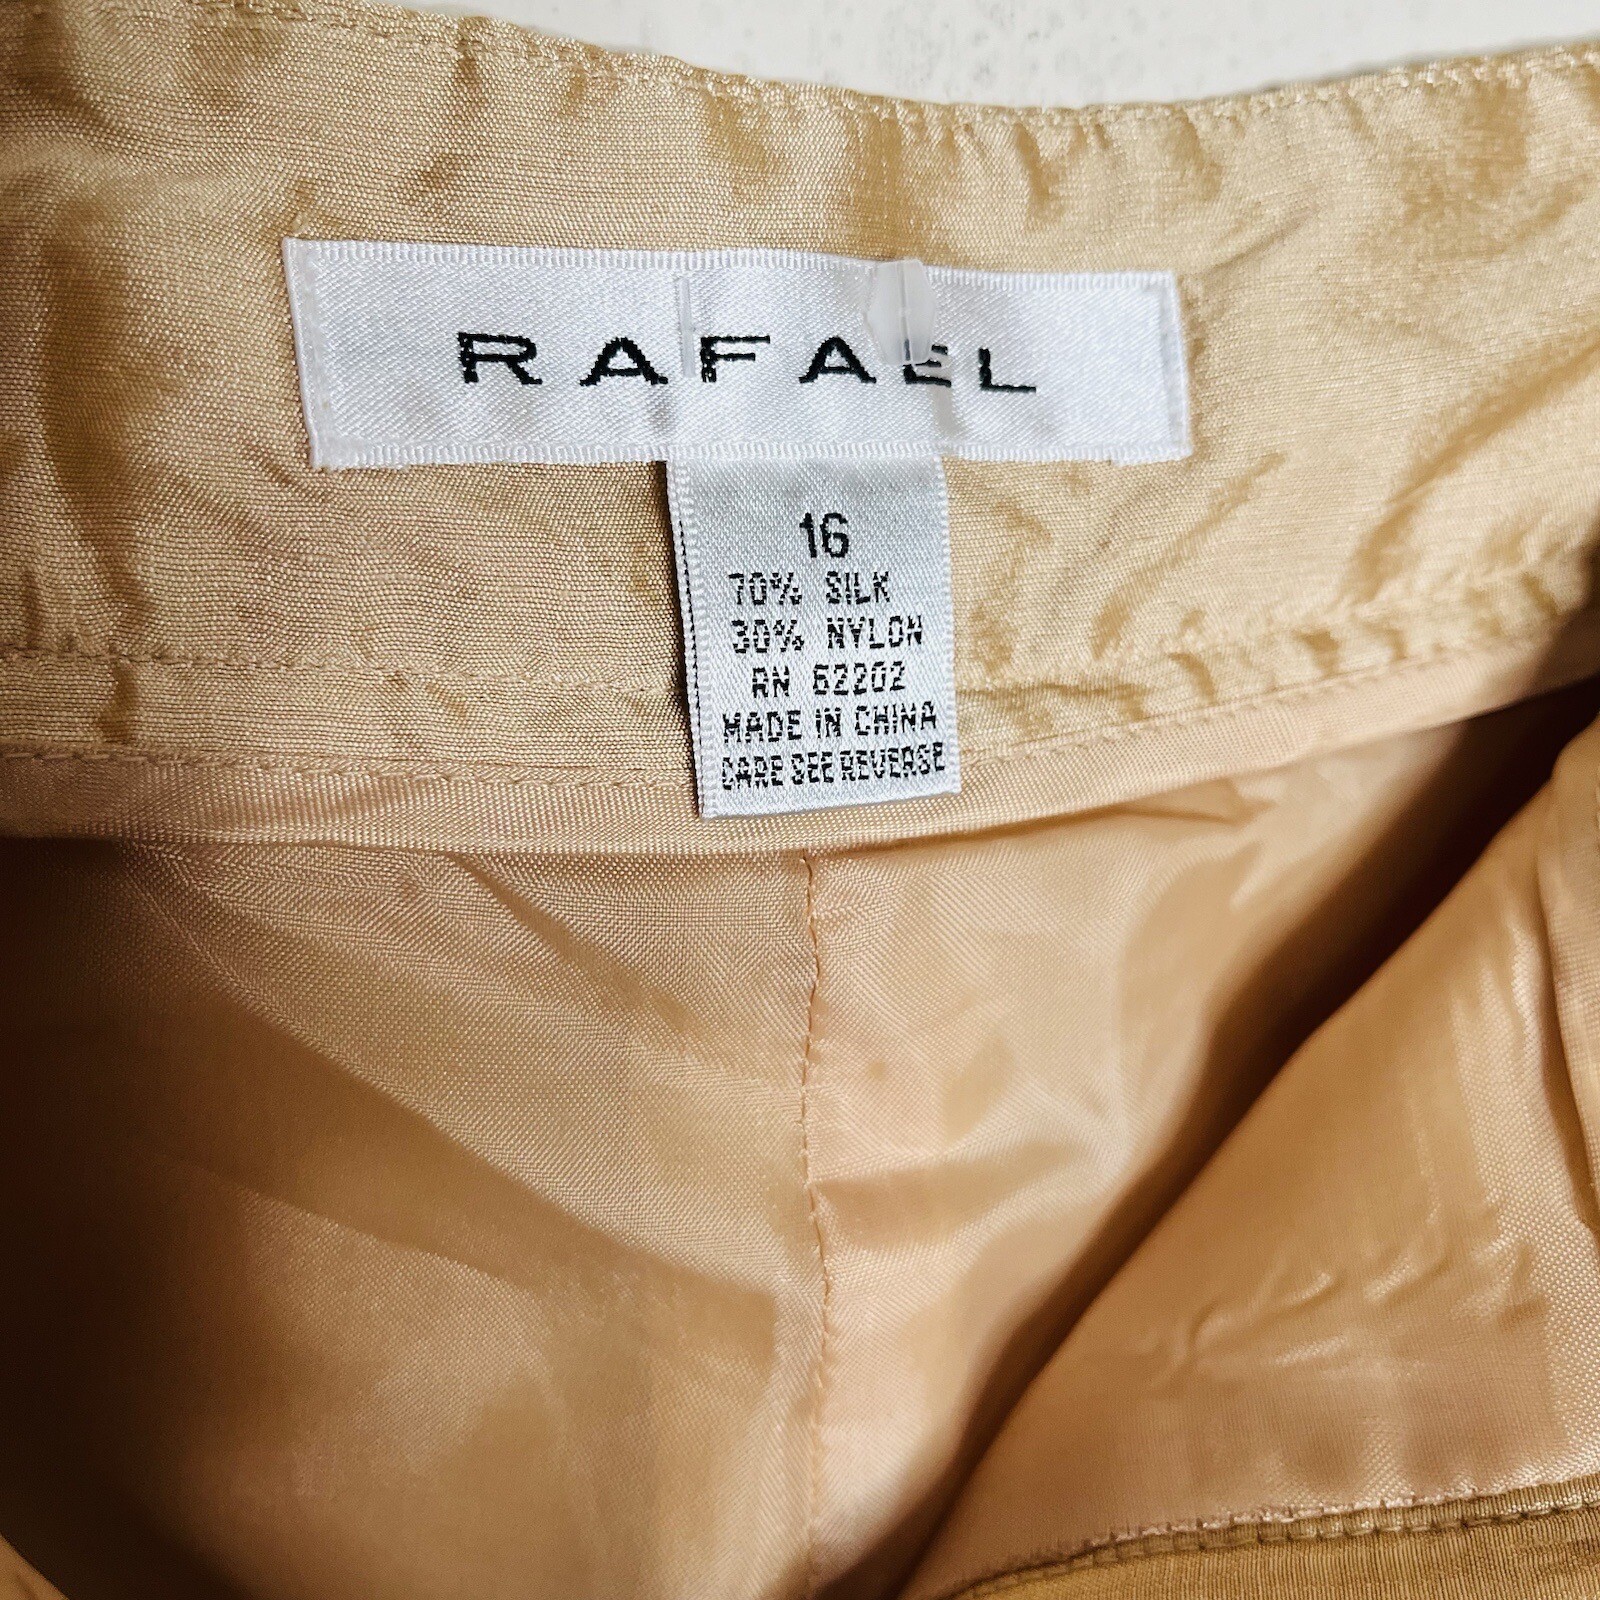 RAFAEL
16
70% SILK
30% NYLON
RN 62202
MADE IN CHINA
CARE SEE REVERSE